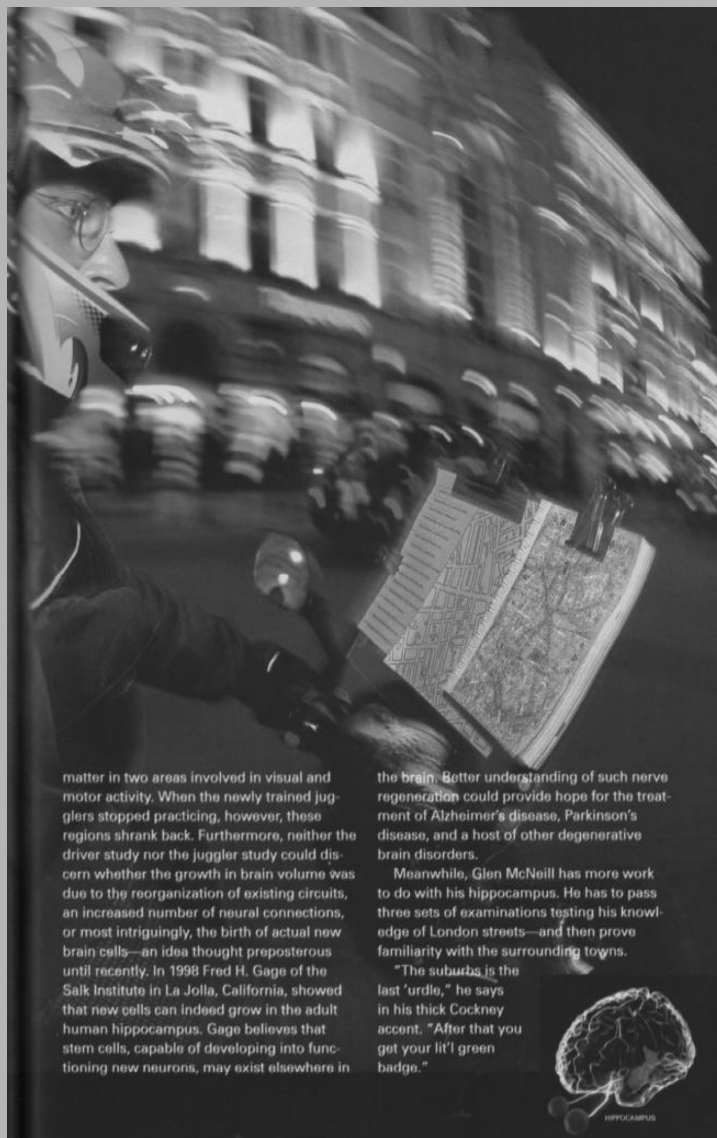 matter in two areas involved in visual and
motor activity. When the newly trained jug-
glers stopped practicing, however, these
regions shrank back. Furthermore, neither the
driver study nor the juggler study could dis-
cern whether the growth in brain volume was
due to the reorganization of existing circuits,
an increased number of neural connections,
or most intriguingly, the birth of actual new
brain cells—an idea thought preposterous
until recently. In 1998 Fred H. Gage of the
Salk Institute in La Jolla, California, showed
that new cells can indeed grow in the adult
human hippocampus. Gage believes that
stem cells, capable of developing into func-
tioning new neurons, may exist elsewhere in
the brain. Better understanding of such nerve
regeneration could provide hope for the treat-
ment of Alzheimer's disease, Parkinson's
disease, and a host of other degenerative
brain disorders.
Meanwhile, Glen McNeill has more work
to do with his hippocampus. He has to pass
three sets of examinations testing his knowl-
edge of London streets—and then prove
familiarity with the surrounding towns.
"The suburbs is the
last 'urdle," he says
in his thick Cockney
accent. "After that you
get your lit'l green
badge."
HIPPOCAMPUS